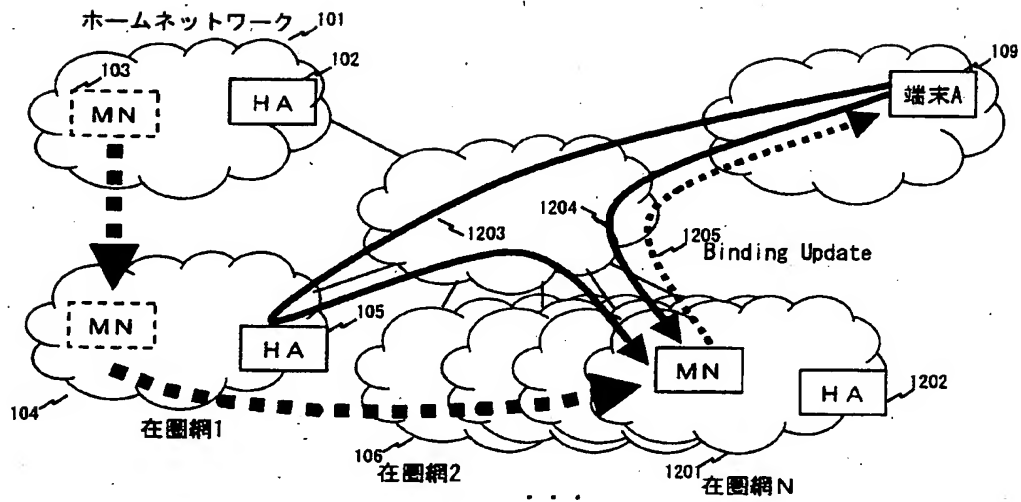 ホームネットワーク
101
103
102
109
MN
HA
端末A
1204
1203
1205
Binding Update
MN
105
HA
MN
HA
1202
104
在圏網1
106
在圏網2
1201
在圏網N
. . .